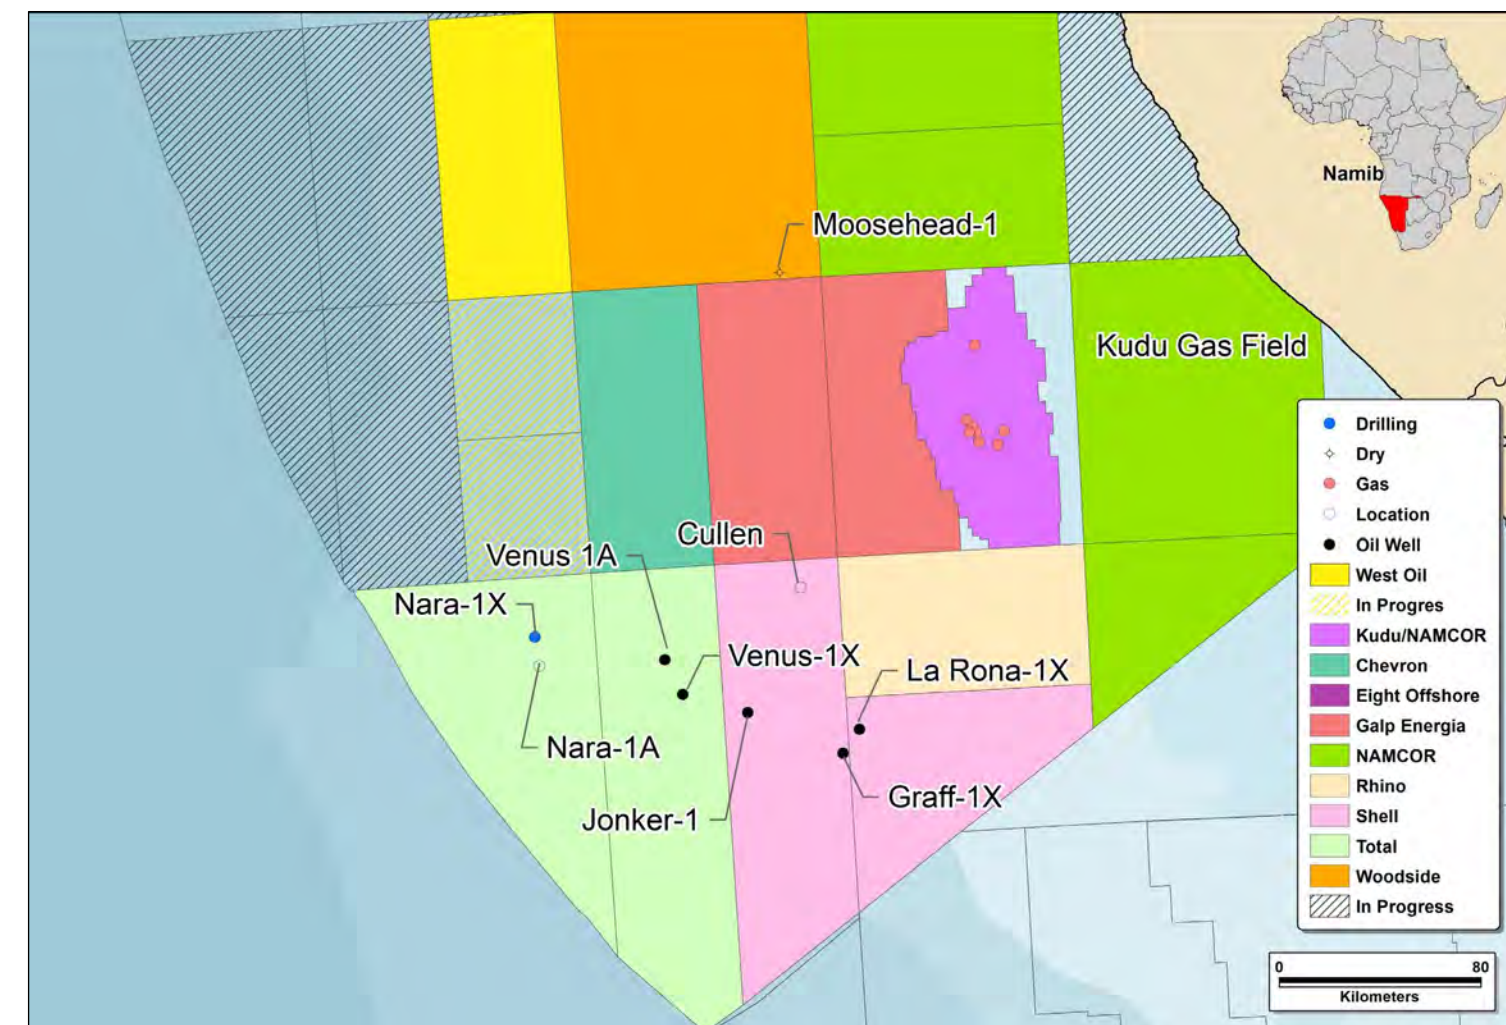 Namib
Moosehead-1
Kudu Gas Field
Cullen
Venus 1A
Nara-1X
Venus-1X
La Rona-1X
Nara-1A
Graff-1X
Jonker-1
Drilling
Dry
Gas
Location
Oil Well
West Oil
In Progres
Kudu/NAMCOR
Chevron
Eight Offshore
Galp Energia
NAMCOR
Rhino
Shell
Total
Woodside
In Progress
0 80
Kilometers